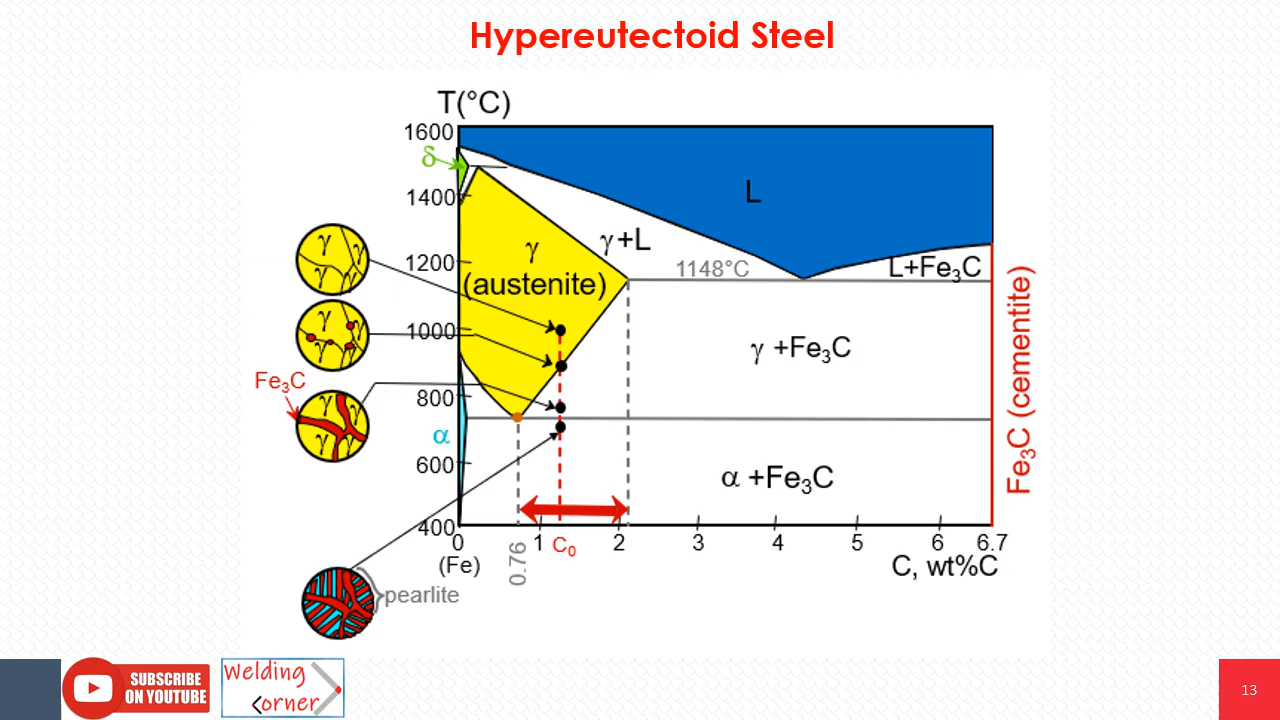 Hypereutectoid Steel
T(°C)
1600
δ
L
1400
γ
γ
γ
γ
γ
(austenite)
γ+L
1200
1148°C
L+Fe₃C
γ
γ
γ
1000
γ +Fe₃C
Fe₃C
800
γ
γ
γ
α
600
α +Fe₃C
Fe₃C (cementite)
400
0
(Fe)
0.76
1
C₀
2
3
4
5
6
6.7
C, wt%C
pearlite
SUBSCRIBE
ON YOUTUBE
Welding
Corner
13